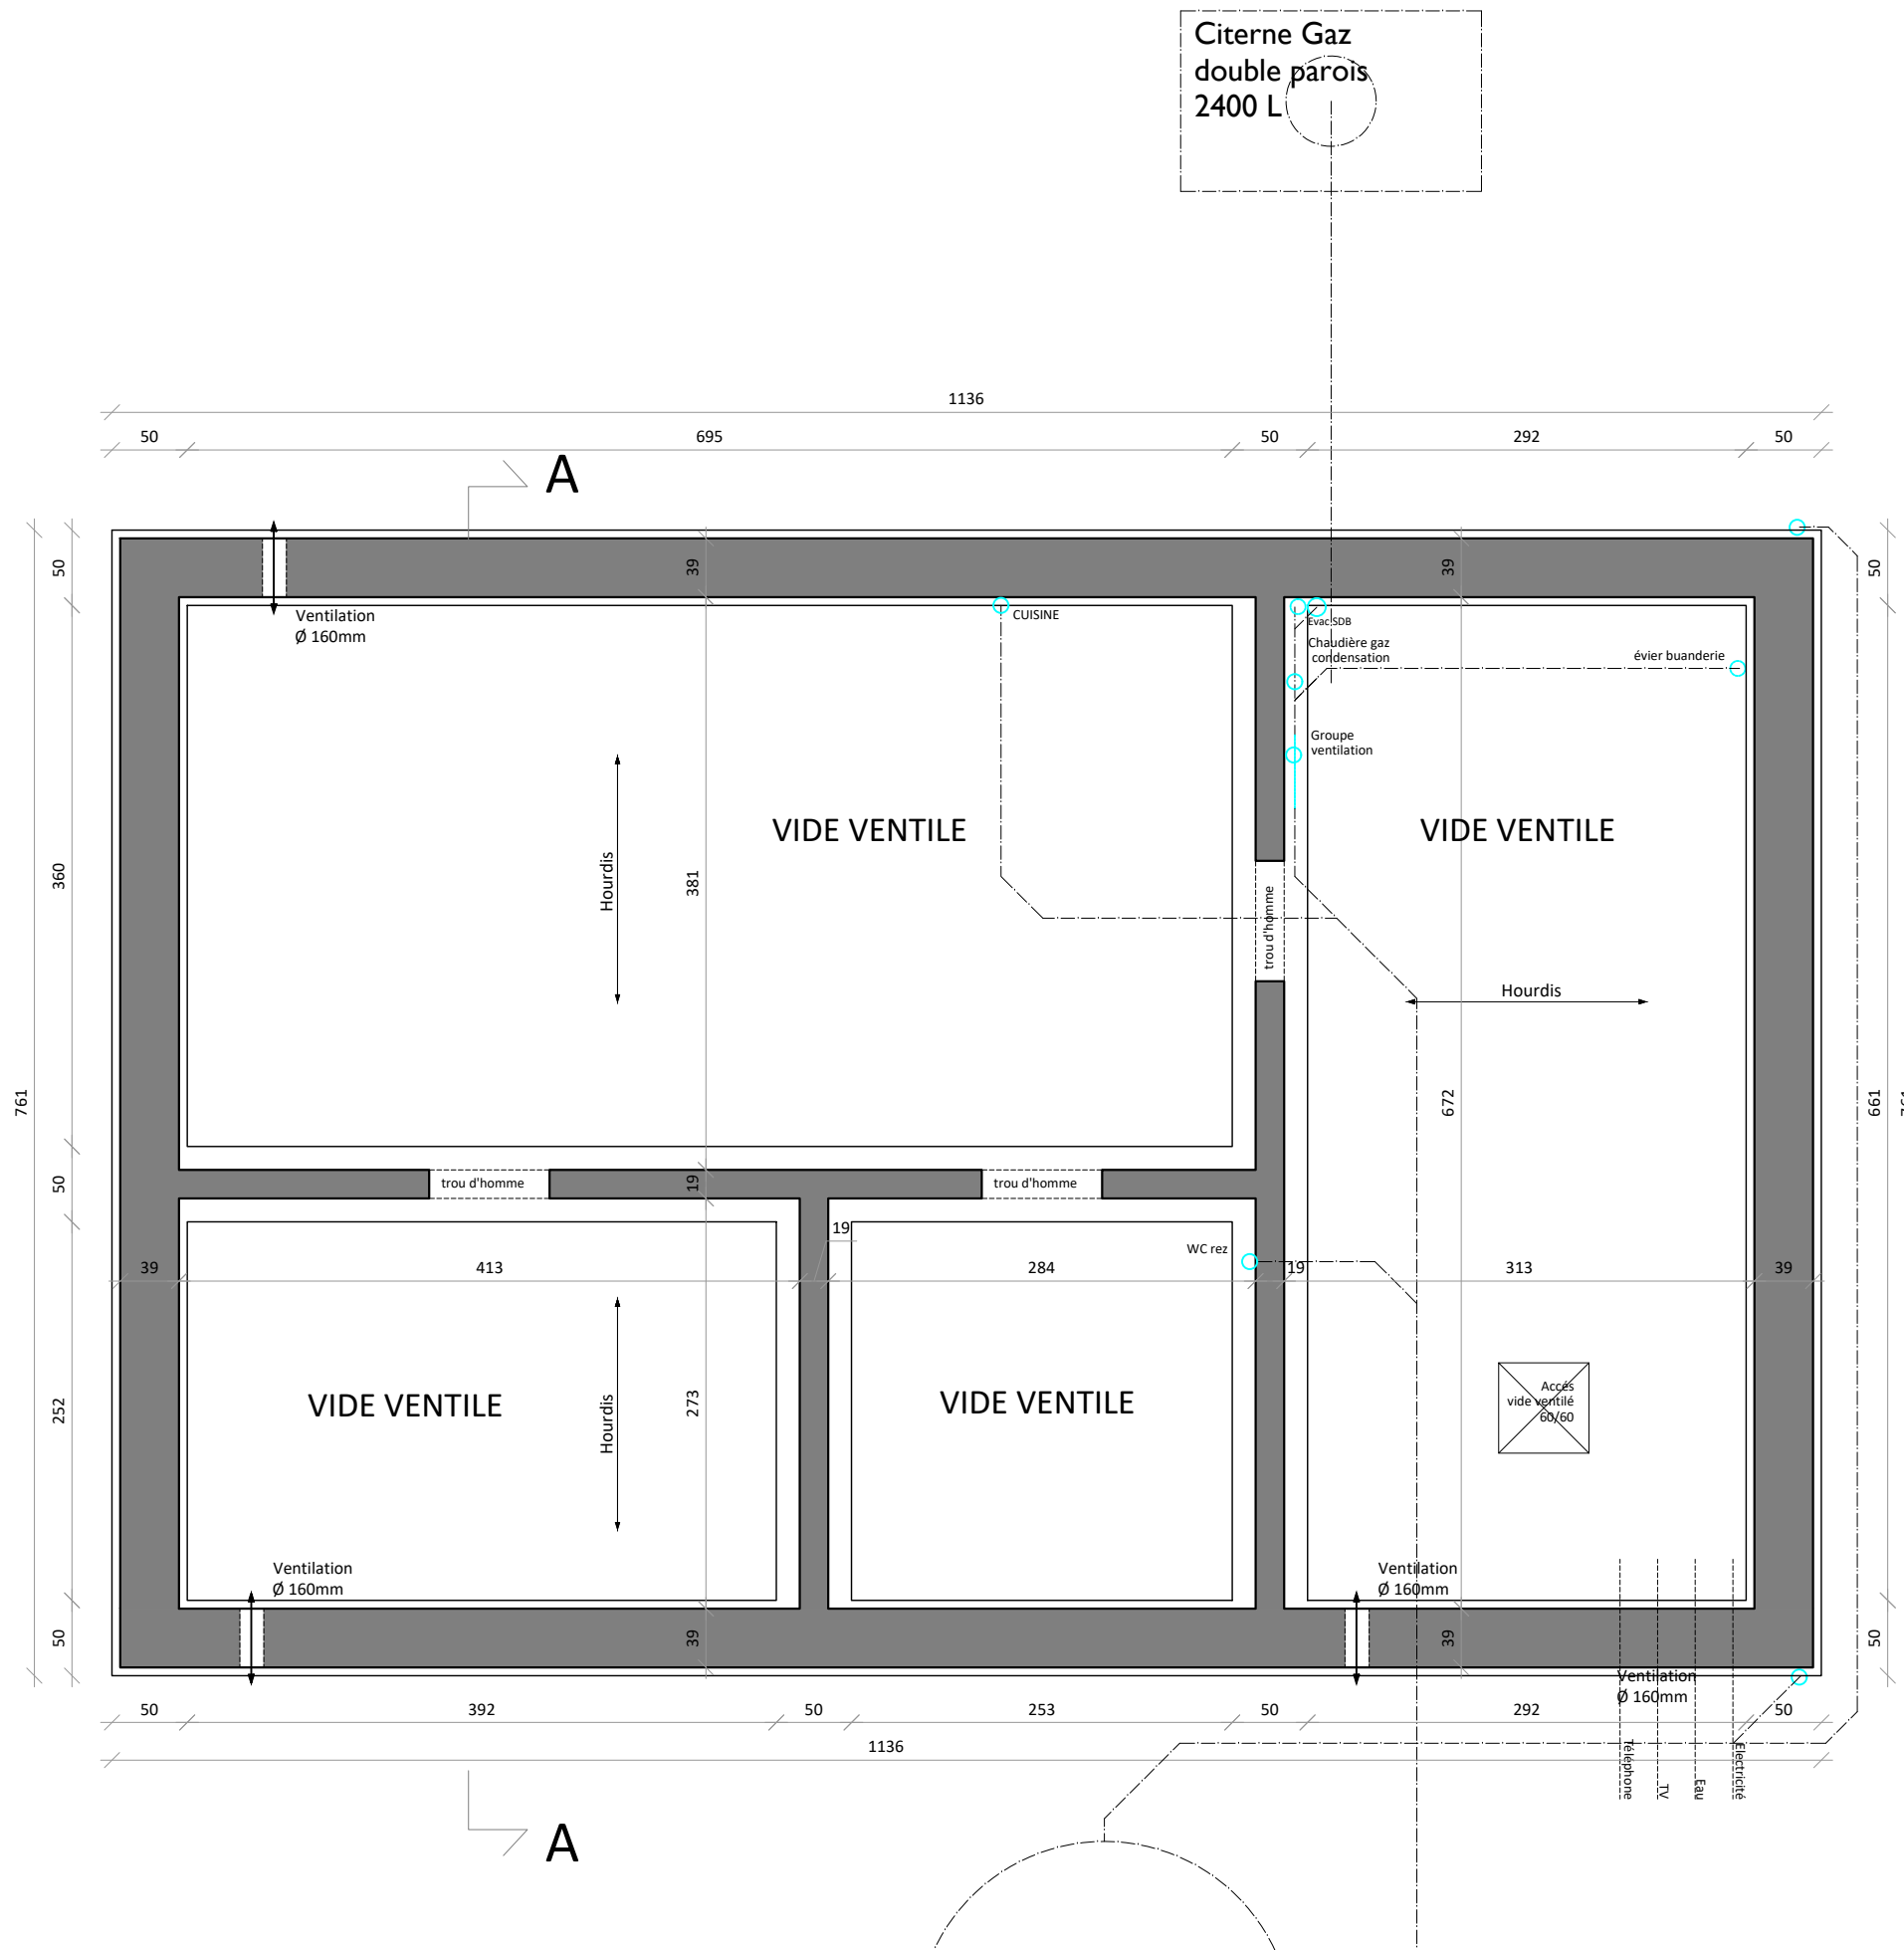 Citerne Gaz
double parois
2400 L
1136
50 695 50 292 50
A
50
39
39
50
Ventilation
Ø 160mm
CUISINE
Evac SDB
Chaudière gaz
condensation
évier buanderie
Groupe
ventilation
VIDE VENTILE
VIDE VENTILE
360
Hourdis
381
trou d'homme
Hourdis
761
672
661
761
50
trou d'homme
19
trou d'homme
19
WC rez
39 413 284 19 313 39
252
VIDE VENTILE
Hourdis
273
VIDE VENTILE
Accés
vide ventilé
60/60
Ventilation
Ø 160mm
Ventilation
Ø 160mm
50
39
39
50
Ventilation
Ø 160mm
50 392 50 253 50 292 50
1136
Téléphone
TV
Eau
Electricité
A